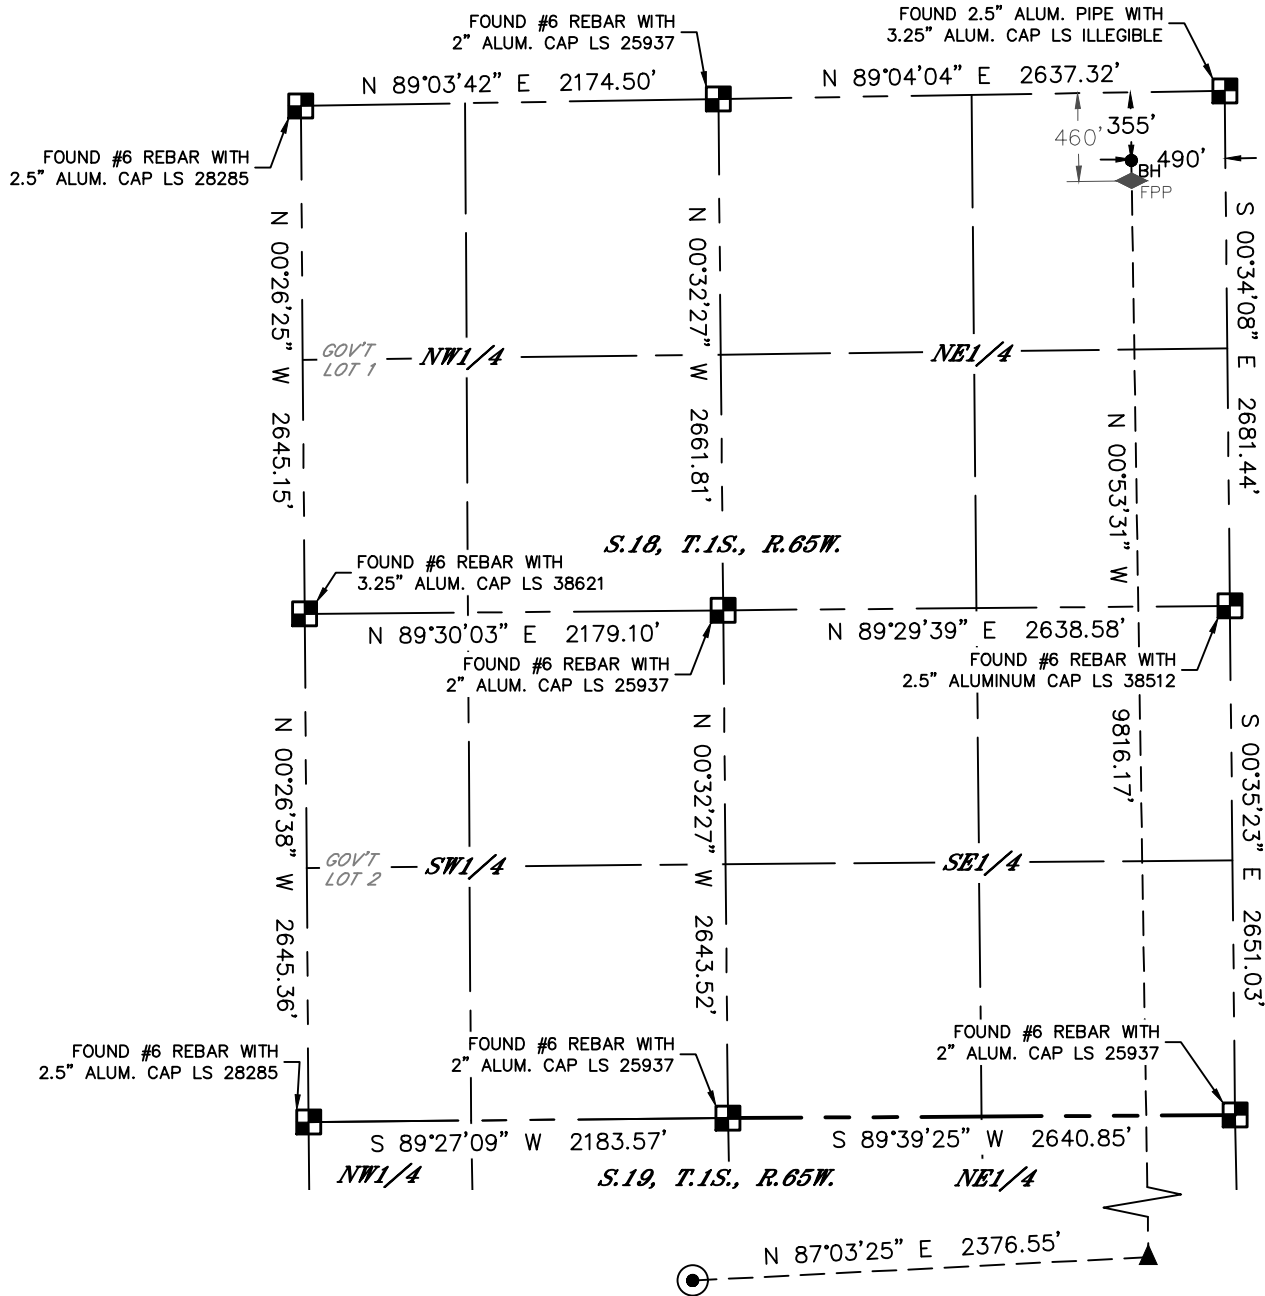 FOUND #6 REBAR WITH
2" ALUM. CAP LS 25937
FOUND 2.5" ALUM. PIPE WITH
3.25" ALUM. CAP LS ILLEGIBLE
N 89°03'42" E 2174.50'
N 89°04'04" E 2637.32'
460'
355'
490'
BH
FPP
FOUND #6 REBAR WITH
2.5" ALUM. CAP LS 28285
N 00°26'25" W 2645.15'
N 00°32'27" W 2661.81'
S 00°34'08" E 2681.44'
GOV'T
LOT 1
NW1/4
NE1/4
N 00°53'31" W 9816.17'
S.18, T.1S., R.65W.
FOUND #6 REBAR WITH
3.25" ALUM. CAP LS 38621
N 89°30'03" E 2179.10'
N 89°29'39" E 2638.58'
FOUND #6 REBAR WITH
2" ALUM. CAP LS 25937
FOUND #6 REBAR WITH
2.5" ALUMINUM CAP LS 38512
N 00°26'38" W 2645.36'
N 00°32'27" W 2643.52'
S 00°35'23" E 2651.03'
GOV'T
LOT 2
SW1/4
SE1/4
FOUND #6 REBAR WITH
2.5" ALUM. CAP LS 28285
FOUND #6 REBAR WITH
2" ALUM. CAP LS 25937
FOUND #6 REBAR WITH
2" ALUM. CAP LS 25937
S 89°27'09" W 2183.57'
S 89°39'25" W 2640.85'
NW1/4
S.19, T.1S., R.65W.
NE1/4
N 87°03'25" E 2376.55'